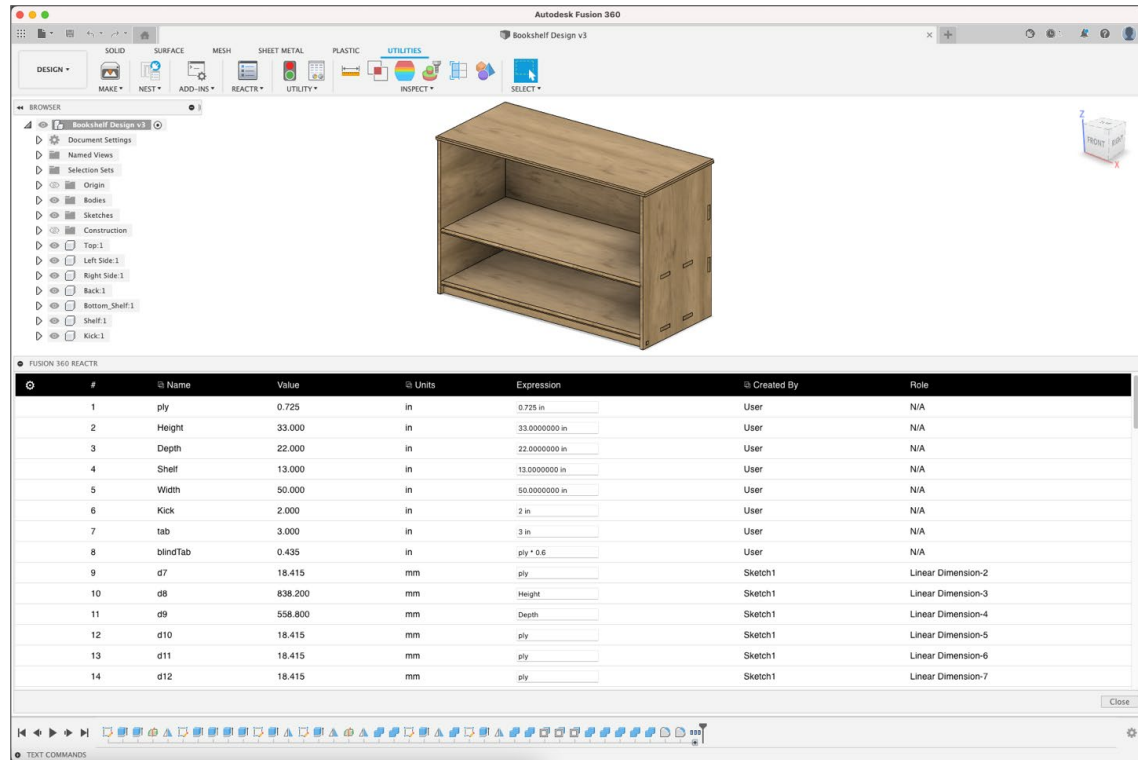 Autodesk Fusion 360
Bookshelf Design v3
SOLID SURFACE MESH SHEET METAL PLASTIC UTILITIES
DESIGN
MAKE NEST ADD-INS REACTR UTILITY INSPECT SELECT
BROWSER
Bookshelf Design v3
Document Settings
Named Views
Selection Sets
Origin
Bodies
Sketches
Construction
Top:1
Left Side:1
Right Side:1
Back:1
Bottom_Shelf:1
Shelf:1
Kick:1
Z
FRONT RIGHT
X
FUSION 360 REACTR
# Name Value Units Expression Created By Role
1 ply 0.725 in 0.725 in User N/A
2 Height 33.000 in 33.0000000 in User N/A
3 Depth 22.000 in 22.0000000 in User N/A
4 Shelf 13.000 in 13.0000000 in User N/A
5 Width 50.000 in 50.0000000 in User N/A
6 Kick 2.000 in 2 in User N/A
7 tab 3.000 in 3 in User N/A
8 blindTab 0.435 in ply * 0.6 User N/A
9 d7 18.415 mm ply Sketch1 Linear Dimension-2
10 d8 838.200 mm Height Sketch1 Linear Dimension-3
11 d9 558.800 mm Depth Sketch1 Linear Dimension-4
12 d10 18.415 mm ply Sketch1 Linear Dimension-5
13 d11 18.415 mm ply Sketch1 Linear Dimension-6
14 d12 18.415 mm ply Sketch1 Linear Dimension-7
Close
TEXT COMMANDS